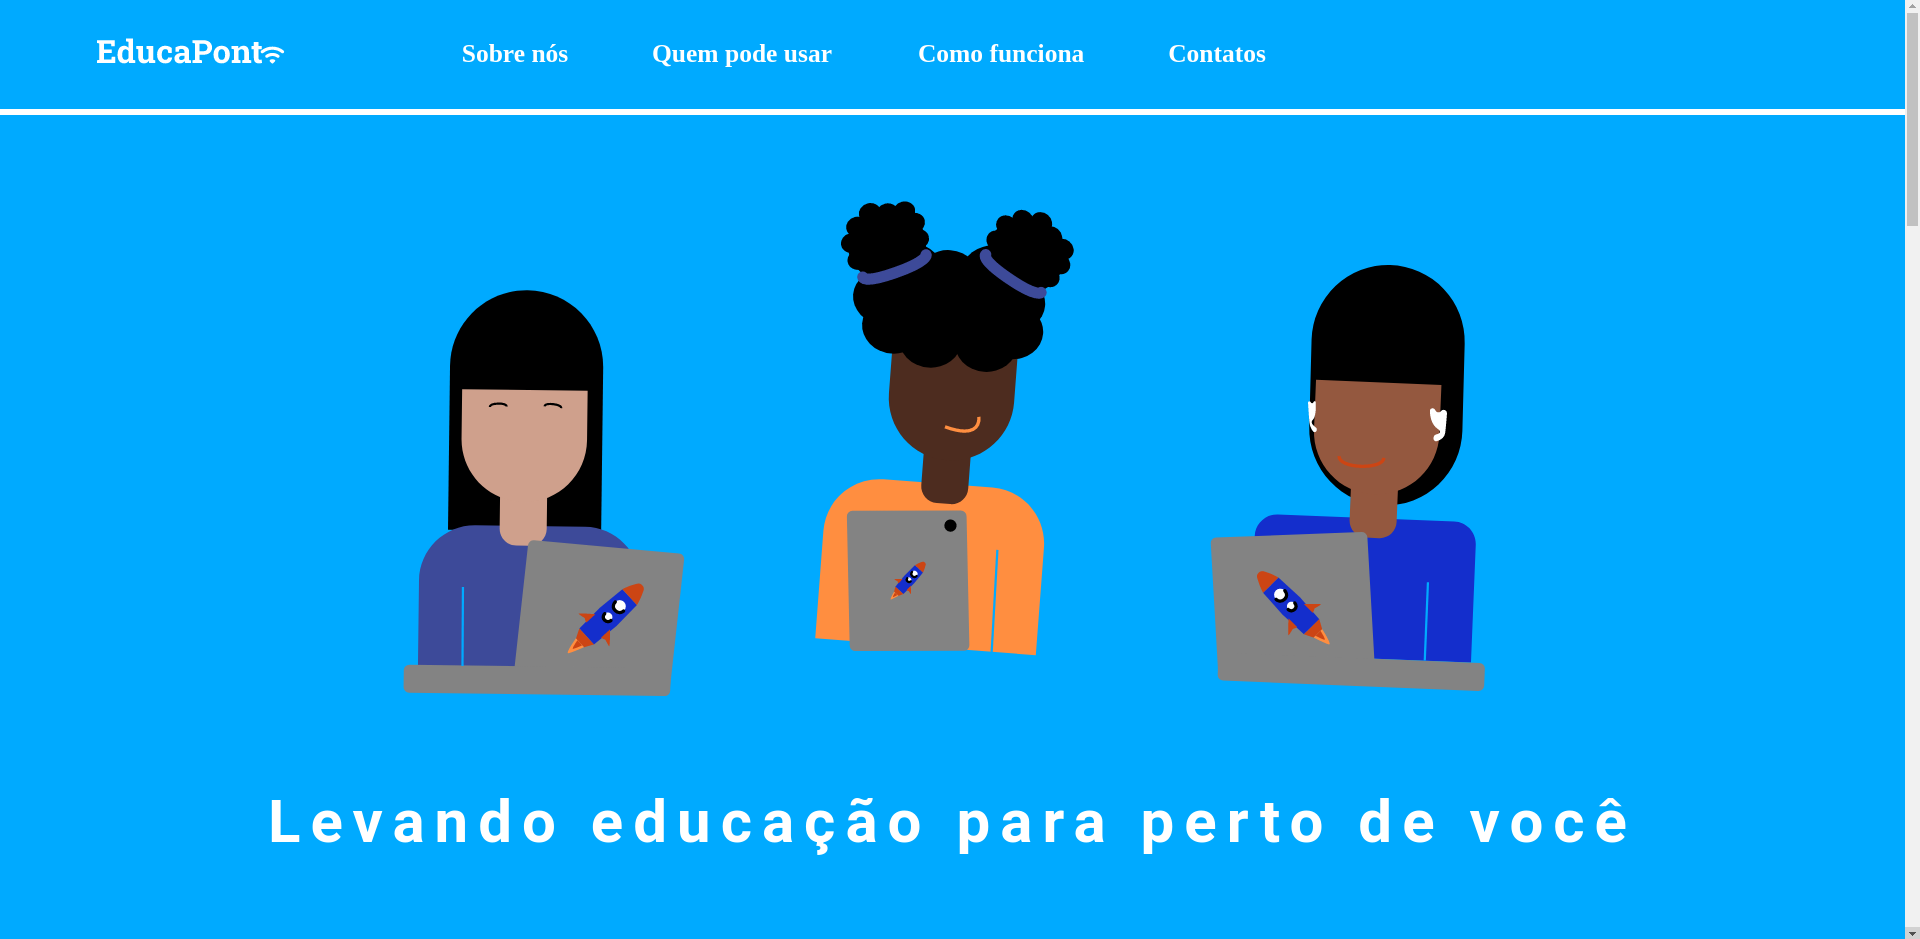 EducaPont
Sobre nós
Quem pode usar
Como funciona
Contatos
Levando educação para perto de você